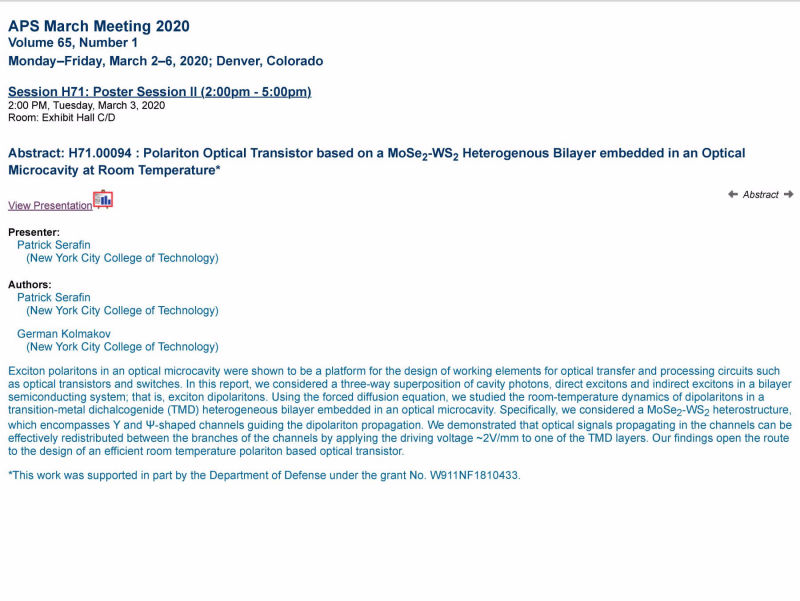 APS March Meeting 2020
Volume 65, Number 1
Monday–Friday, March 2–6, 2020; Denver, Colorado
Session H71: Poster Session II (2:00pm - 5:00pm)
2:00 PM, Tuesday, March 3, 2020
Room: Exhibit Hall C/D
Abstract: H71.00094 : Polariton Optical Transistor based on a MoSe2-WS2 Heterogenous Bilayer embedded in an Optical
Microcavity at Room Temperature*
View Presentation
Abstract
Presenter:
Patrick Serafin
(New York City College of Technology)
Authors:
Patrick Serafin
(New York City College of Technology)
German Kolmakov
(New York City College of Technology)
Exciton polaritons in an optical microcavity were shown to be a platform for the design of working elements for optical transfer and processing circuits such
as optical transistors and switches. In this report, we considered a three-way superposition of cavity photons, direct excitons and indirect excitons in a bilayer
semiconducting system; that is, exciton dipolaritons. Using the forced diffusion equation, we studied the room-temperature dynamics of dipolaritons in a
transition-metal dichalcogenide (TMD) heterogeneous bilayer embedded in an optical microcavity. Specifically, we considered a MoSe2-WS2 heterostructure,
which encompasses Y and Ψ-shaped channels guiding the dipolariton propagation. We demonstrated that optical signals propagating in the channels can be
effectively redistributed between the branches of the channels by applying the driving voltage ~2V/mm to one of the TMD layers. Our findings open the route
to the design of an efficient room temperature polariton based optical transistor.
*This work was supported in part by the Department of Defense under the grant No. W911NF1810433.